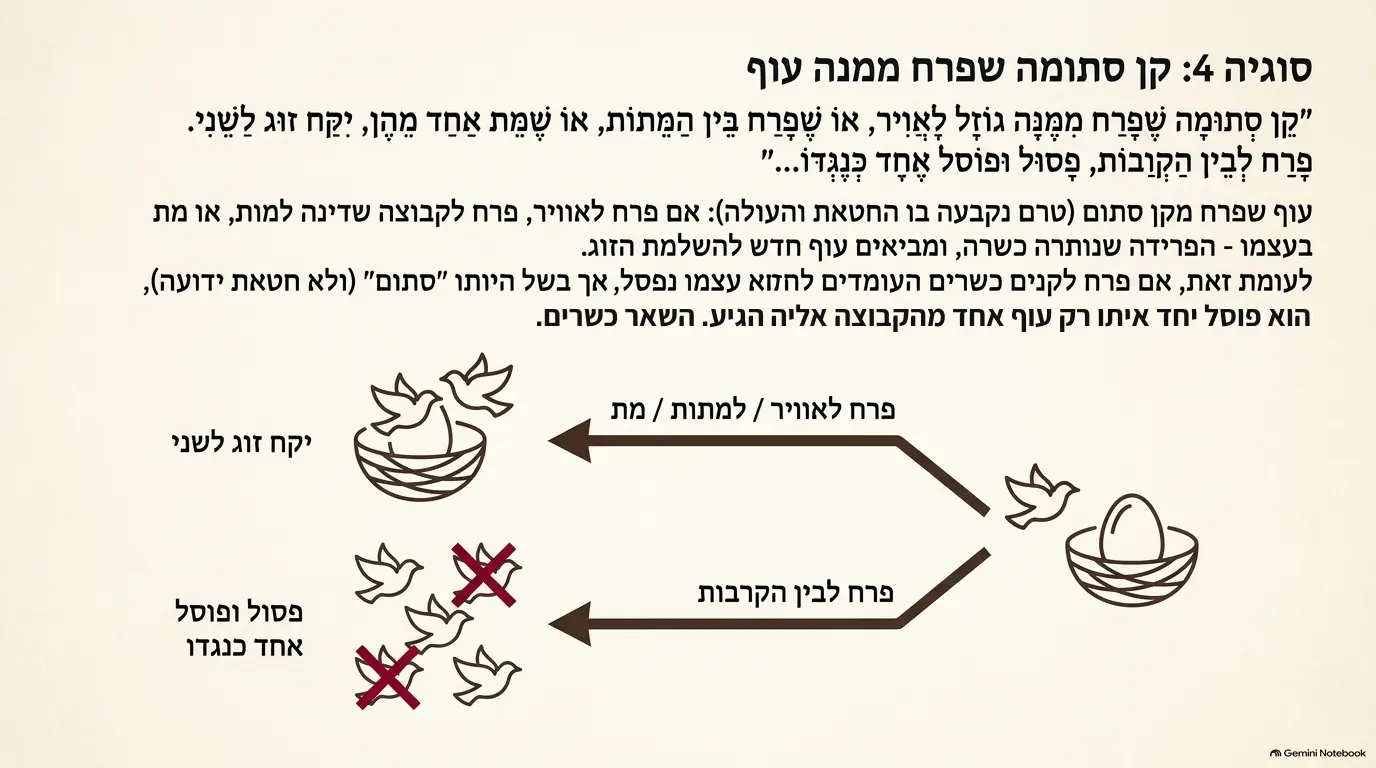 סוגיה 4: קן סתומה שפרח ממנה עוף
"קֵן סְתוּמָה שֶׁפָּרַח מִמֶּנָּה גוֹזָל לָאֲוִיר, אוֹ שֶׁפָּרַח בֵּין הַמֵּתוֹת, אוֹ שֶׁמֵּת אַחַד מֵהֶן, יִקַּח זוּג לַשֵּׁנִי.
פָּרַח לְבֵין הַקְוַבוֹת, פָּסוּל וּפוֹסל אֶחָד כְּנֶגְדּוֹ..."
עוף שפרח מקן סתום (טרם נקבעה בו החטאת והעולה): אם פרח לאוויר, פרח לקבוצה שדינה למות, או מת
בעצמו - הפרידה שנותרה כשרה, ומביאים עוף חדש להשלמת הזוג.
לעומת זאת, אם פרח לקנים כשרים העומדים עצמו נפסל, אך בשל היותו "סתום" (ולא חטאת ידועה),
הוא פוסל יחד איתו רק עוף אחד מהקבוצה אליה הגיע. השאר כשרים.
פרח לאוויר / למתות / מת
יקח זוג לשני
פרח לבין הקרבות
פסול ופוסל
אחד כנגדו
Gemini Notebook